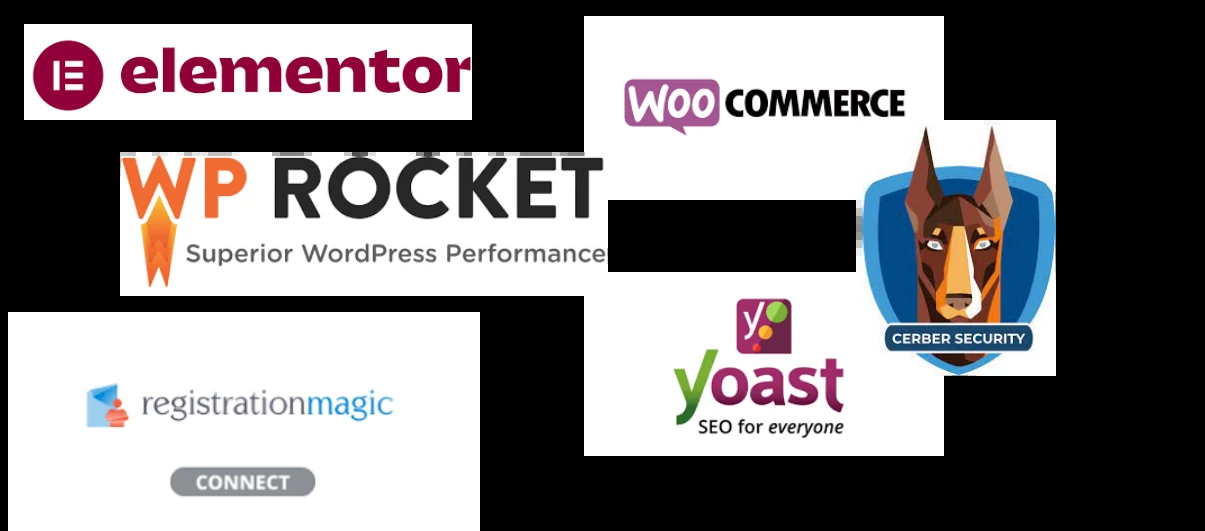 elementor
WOO COMMERCE
WP ROCKET
Superior WordPress Performance
CERBER SECURITY
yoast
SEO for everyone
registrationmagic
CONNECT